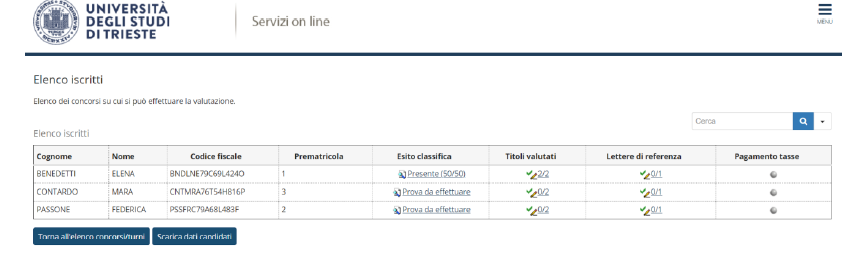 UNIVERSITÀ
DEGLI STUDI
DI TRIESTE
Servizi on line
MENU
Elenco iscritti
Elenco dei concorsi su cui si può effettuare la valutazione.
Cerca
Elenco iscritti
Cognome Nome Codice fiscale Prematricola Esito classifica Titoli valutati Lettere di referenza Pagamento tasse
BENEDETTI ELENA BNDLNE79C69L424O 1 Presente (50/50) 2/2 0/1
CONTARDO MARA CNTMRA76T54H816P 3 Prova da effettuare 0/2 0/1
PASSONE FEDERICA PSSFRC79A68L483F 2 Prova da effettuare 0/2 0/1
Torna all'elenco concorsi/turni Scarica dati candidati